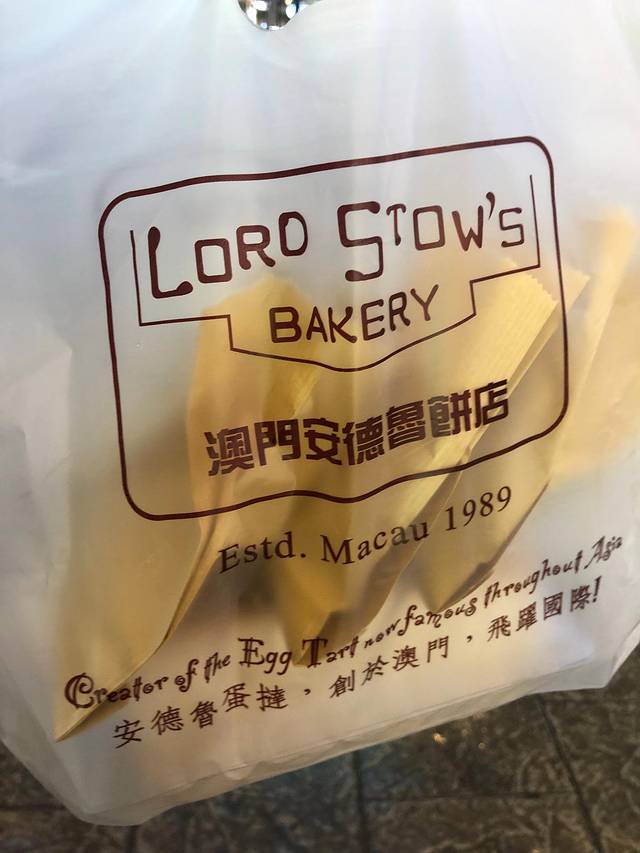 LORD STOW'S
BAKERY
澳門安德魯餅店
Estd. Macau 1989
Creator of the Egg Tart now famous throughout Asia
安德魯蛋撻，創於澳門，飛躍國際!